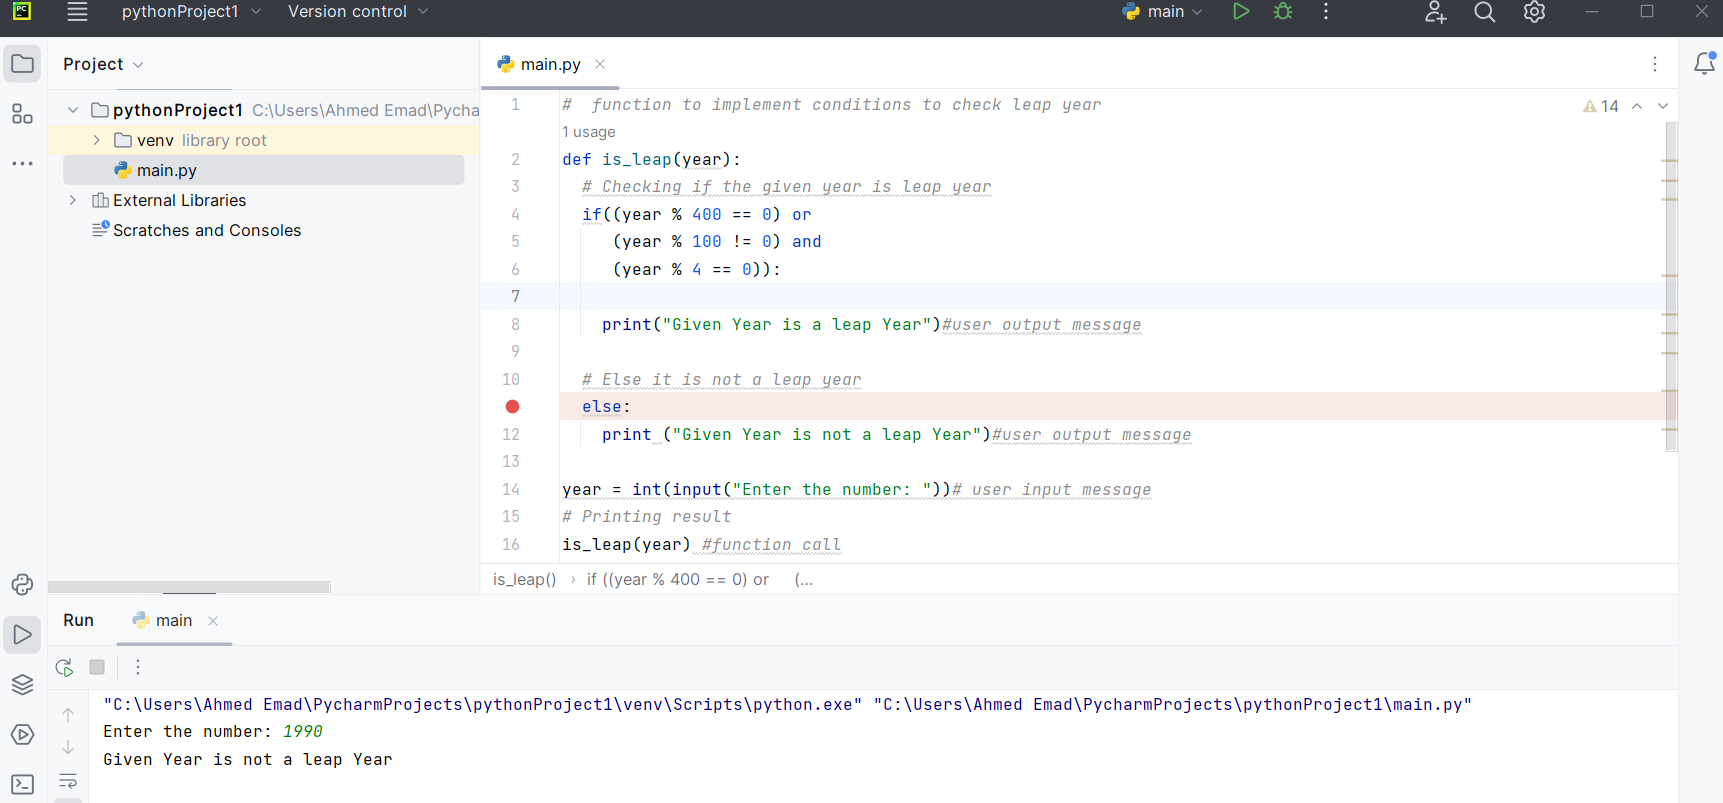 PC
pythonProject1
Version control
main
Project
main.py
pythonProject1 C:\Users\Ahmed Emad\Pycha
venv library root
main.py
External Libraries
Scratches and Consoles
14
1 #  function to implement conditions to check leap year
1 usage
2 def is_leap(year):
3   # Checking if the given year is leap year
4   if((year % 400 == 0) or
5      (year % 100 != 0) and
6      (year % 4 == 0)):
7
8     print("Given Year is a leap Year")#user output message
9
10   # Else it is not a leap year
else:
12     print ("Given Year is not a leap Year")#user output message
13
14 year = int(input("Enter the number: "))# user input message
15 # Printing result
16 is_leap(year) #function call
is_leap() › if ((year % 400 == 0) or (...
Run main
"C:\Users\Ahmed Emad\PycharmProjects\pythonProject1\venv\Scripts\python.exe" "C:\Users\Ahmed Emad\PycharmProjects\pythonProject1\main.py"
Enter the number: 1990
Given Year is not a leap Year